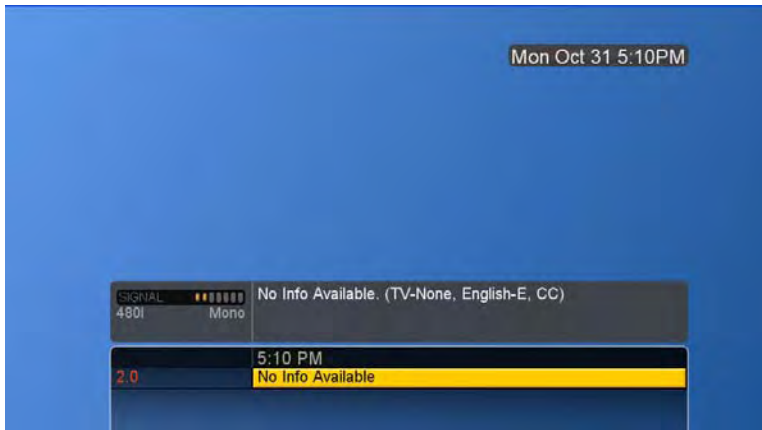 Mon Oct 31 5:10PM
SIGNAL
No Info Available. (TV-None, English-E, CC)
480I Mono
5:10 PM
2.0 No Info Available